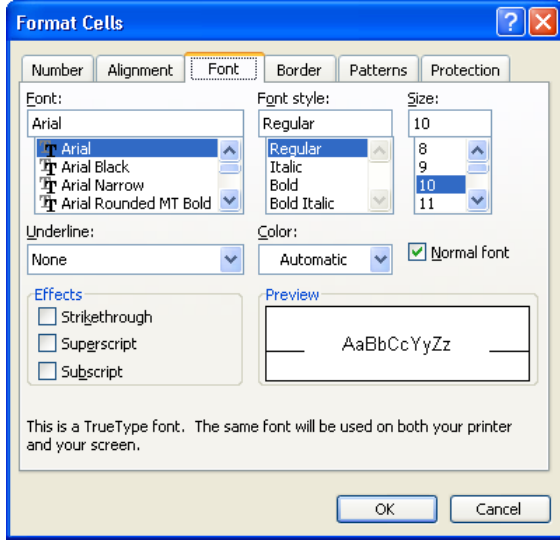 Format Cells
Number Alignment Font Border Patterns Protection
Font: Font style: Size:
Arial Regular 10
Arial Regular 8
Arial Black Italic 9
Arial Narrow Bold 10
Arial Rounded MT Bold Bold Italic 11
Underline: Color:
None Automatic Normal font
Effects Preview
Strikethrough
Superscript AaBbCcYyZz
Subscript
This is a TrueType font. The same font will be used on both your printer
and your screen.
OK Cancel